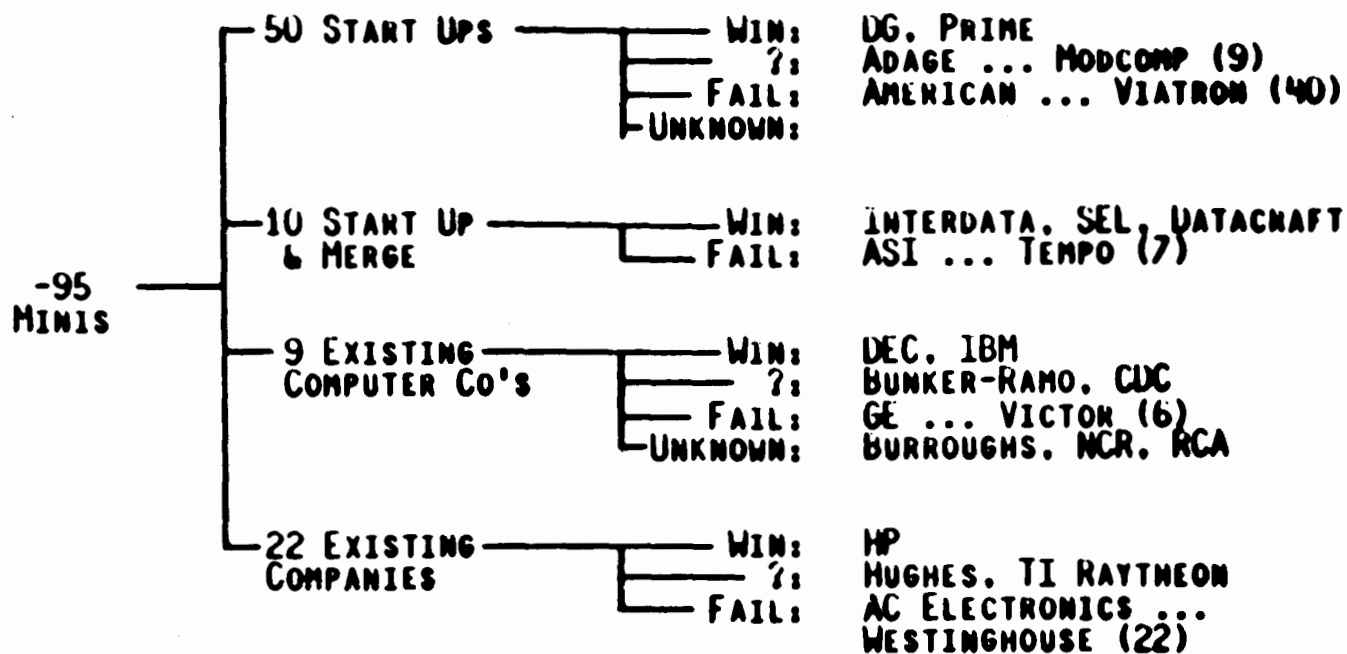 50 START UPS WIN: DG. PRIME
?: ADAGE ... MODCOMP (9)
FAIL: AMERICAN ... VIATRON (40)
UNKNOWN:
10 START UP WIN: INTERDATA. SEL. DATACRAFT
& MERGE FAIL: ASI ... TEMPO (7)
-95
MINIS
9 EXISTING WIN: DEC. IBM
COMPUTER CO'S ?: BUNKER-RAMO. CDC
FAIL: GE ... VICTOR (6)
UNKNOWN: BURROUGHS. NCR. RCA
22 EXISTING WIN: HP
COMPANIES ?: HUGHES. TI RAYTHEON
FAIL: AC ELECTRONICS ...
WESTINGHOUSE (22)